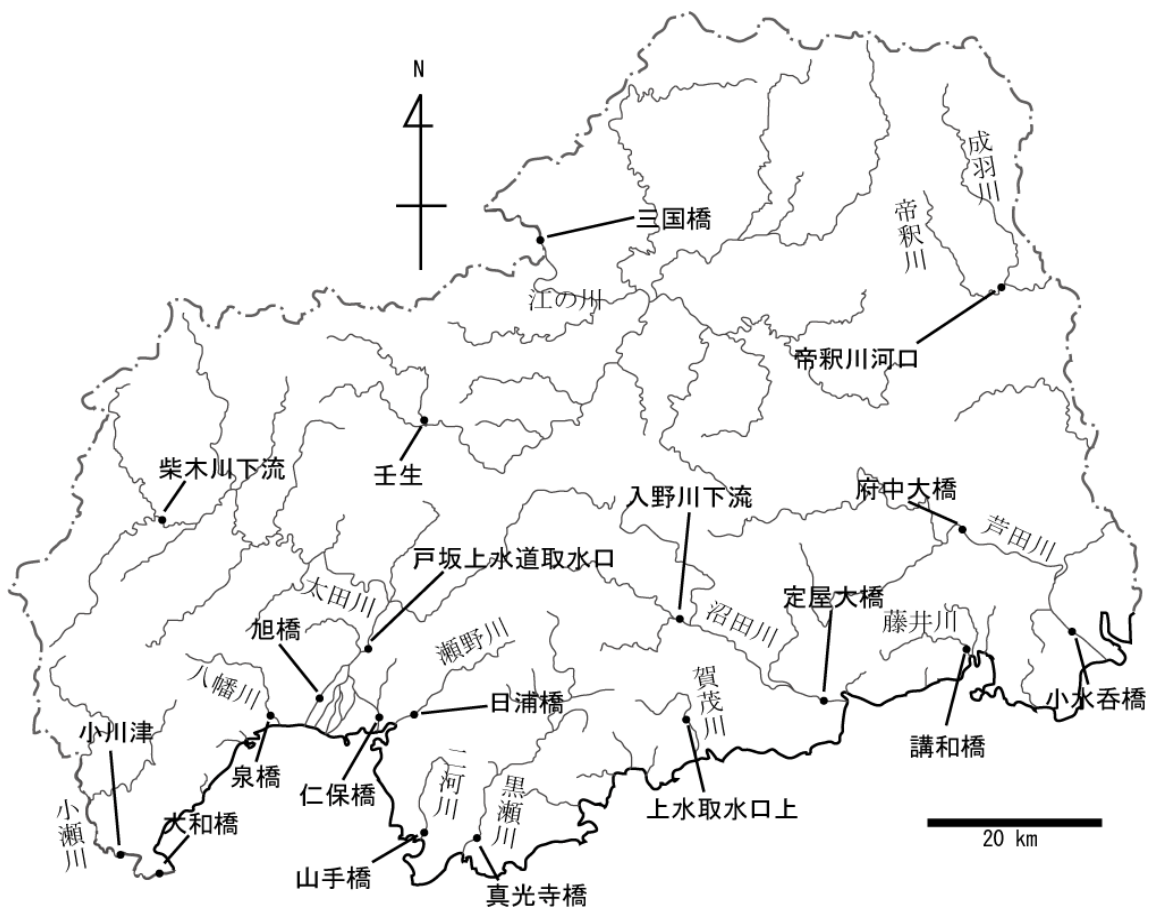 N
成羽川
帝釈川
三国橋
江の川
帝釈川河口
柴木川下流
壬生
入野川下流
府中大橋
芦田川
戸坂上水道取水口
太田川
旭橋
瀬野川
沼田川
定屋大橋
藤井川
八幡川
賀茂川
日浦橋
小水呑橋
小川津
泉橋
仁保橋
二河川
黒瀬川
講和橋
小瀬川
大和橋
上水取水口上
20 km
山手橋
真光寺橋